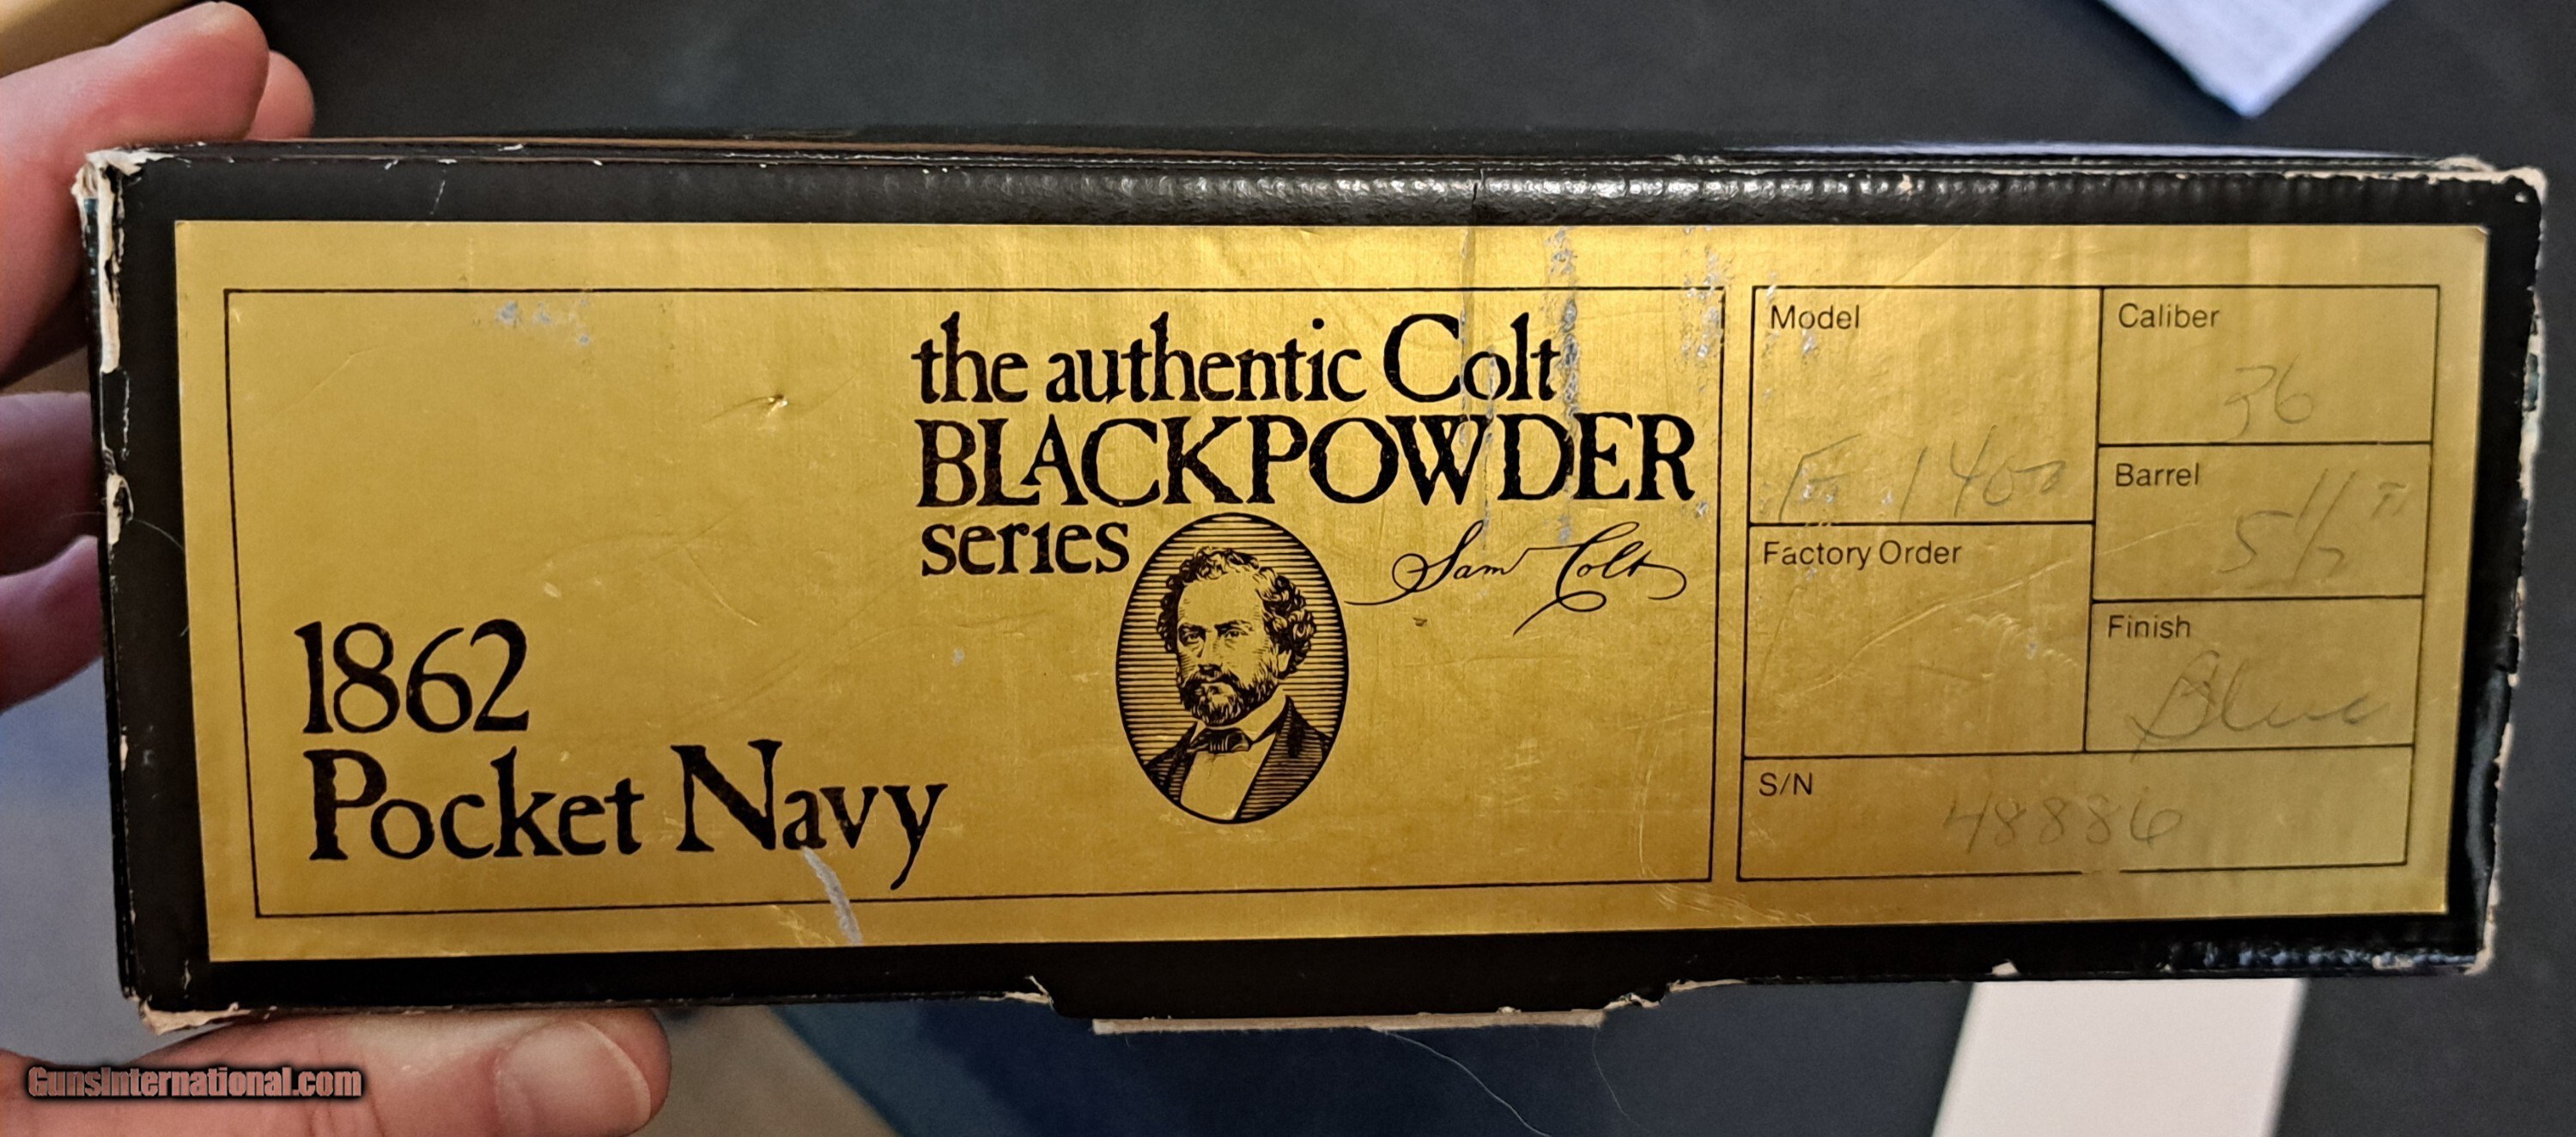 the authentic Colt
BLACKPOWDER
series
Sam Colt
1862
Pocket Navy
Model
F 1400
Factory Order
Caliber
36
Barrel
5 1/2"
Finish
Blue
S/N
48886
GunsInternational.com